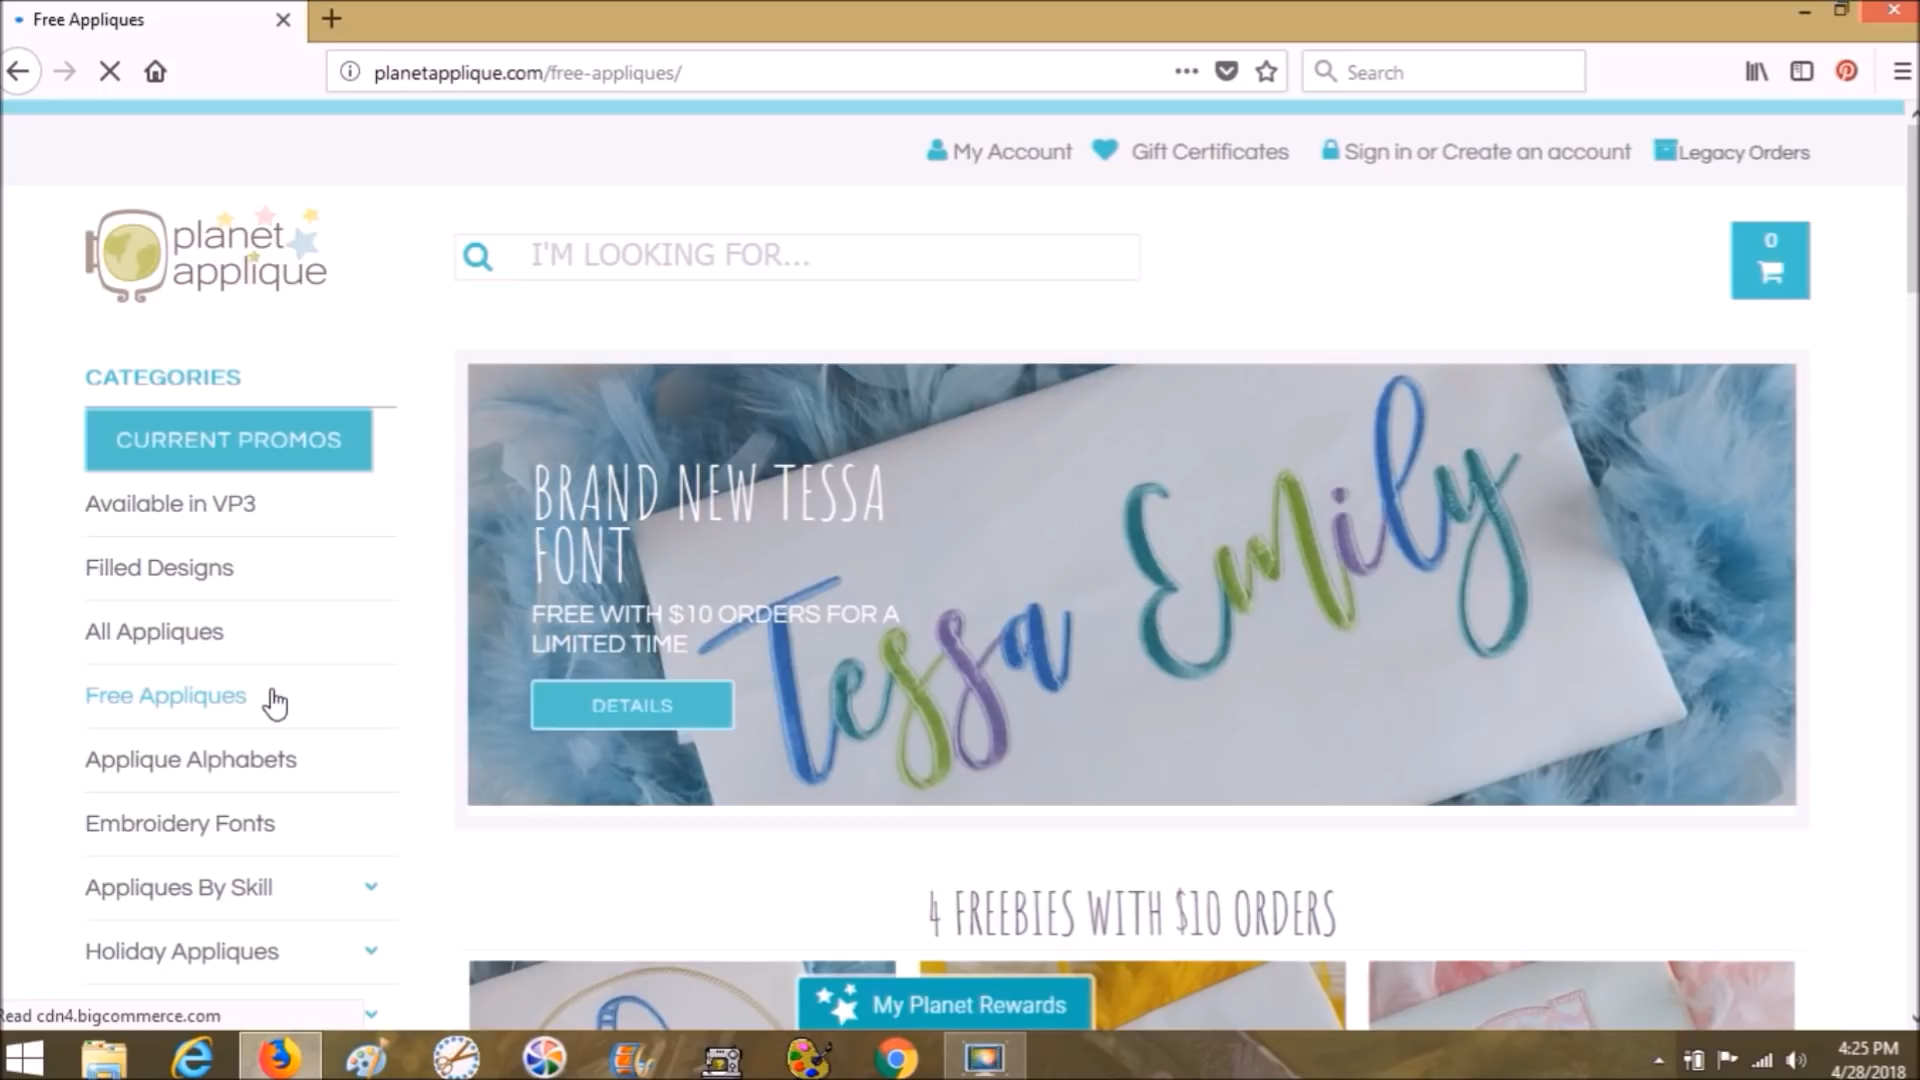 Free Appliques
planetapplique.com/free-appliques/
Search
My Account
Gift Certificates
Sign in or Create an account
Legacy Orders
planet
applique
I'M LOOKING FOR...
0
CATEGORIES
CURRENT PROMOS
Available in VP3
Filled Designs
All Appliques
Free Appliques
Applique Alphabets
Embroidery Fonts
Appliques By Skill
Holiday Appliques
BRAND NEW TESSA
FONT
FREE WITH $10 ORDERS FOR A
LIMITED TIME
DETAILS
Tessa Emily
4 FREEBIES WITH $10 ORDERS
My Planet Rewards
Read cdn4.bigcommerce.com
4:25 PM
4/28/2018